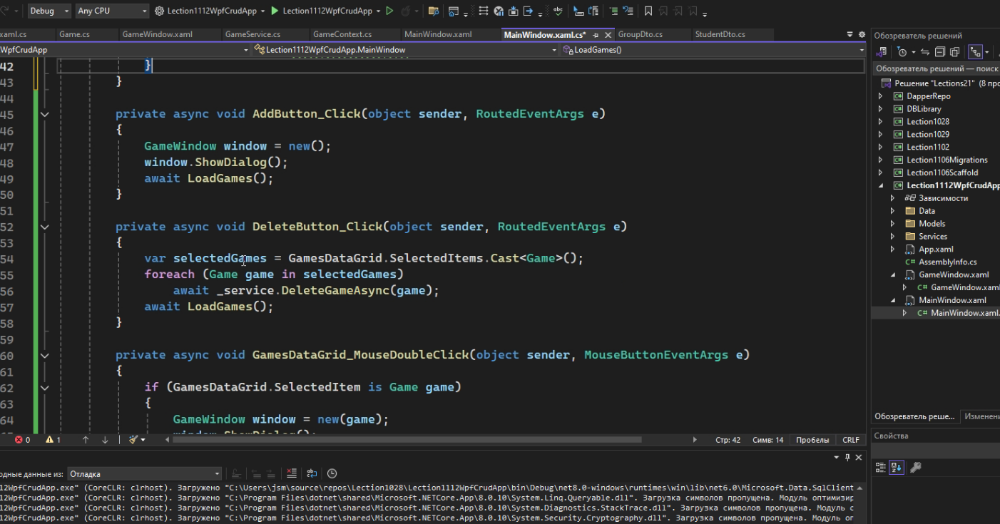 Debug Any CPU Lection1112WpfCrudApp Lection1112WpfCrudApp
xaml.cs Game.cs GameWindow.xaml GameService.cs GameContext.cs MainWindow.xaml MainWindow.xaml.cs* GroupDto.cs StudentDto.cs
WpfCrudApp Lection1112WpfCrudApp.MainWindow LoadGames()
42 }
43 }
44
45 private async void AddButton_Click(object sender, RoutedEventArgs e)
46 {
47 GameWindow window = new();
48 window.ShowDialog();
49 await LoadGames();
50 }
51
52 private async void DeleteButton_Click(object sender, RoutedEventArgs e)
53 {
54 var selectedGames = GamesDataGrid.SelectedItems.Cast<Game>();
55 foreach (Game game in selectedGames)
56 await _service.DeleteGameAsync(game);
57 await LoadGames();
58 }
59
60 private async void GamesDataGrid_MouseDoubleClick(object sender, MouseButtonEventArgs e)
61 {
62 if (GamesDataGrid.SelectedItem is Game game)
63 {
64 GameWindow window = new(game);
window.ShowDialog();
0 1 Стр: 42 Симв: 14 Пробелы CRLF
одные данные из: Отладка
12WpfCrudApp.exe" (CoreCLR: clrhost). Загружено "C:\Users\jsm\source\repos\Lection1028\Lection1112WpfCrudApp\bin\Debug\net8.0-windows\runtimes\win\lib\net6.0\Microsoft.Data.SqlClient
12WpfCrudApp.exe" (CoreCLR: clrhost). Загружено "C:\Program Files\dotnet\shared\Microsoft.NETCore.App\8.0.10\System.Linq.Queryable.dll". Загрузка символов пропущена. Модуль оптимизир
12WpfCrudApp.exe" (CoreCLR: clrhost). Загружено "C:\Program Files\dotnet\shared\Microsoft.NETCore.App\8.0.10\System.Diagnostics.StackTrace.dll". Загрузка символов пропущена. Модуль с
12WpfCrudApp.exe" (CoreCLR: clrhost). Загружено "C:\Program Files\dotnet\shared\Microsoft.NETCore.App\8.0.10\System.Security.Cryptography.dll". Загрузка символов пропущена. Модуль оп
Обозреватель решений
Обозреватель решений — поиск
Решение "Lections21" (8 про
DapperRepo
DBLibrary
Lection1028
Lection1029
Lection1102
Lection1106Migrations
Lection1106Scaffold
Lection1112WpfCrudApp
Зависимости
Data
Models
Services
App.xaml
AssemblyInfo.cs
GameWindow.xaml
GameWindow.xaml
MainWindow.xaml
MainWindow.xaml.
Обозреватель реше... Изменени
Свойства